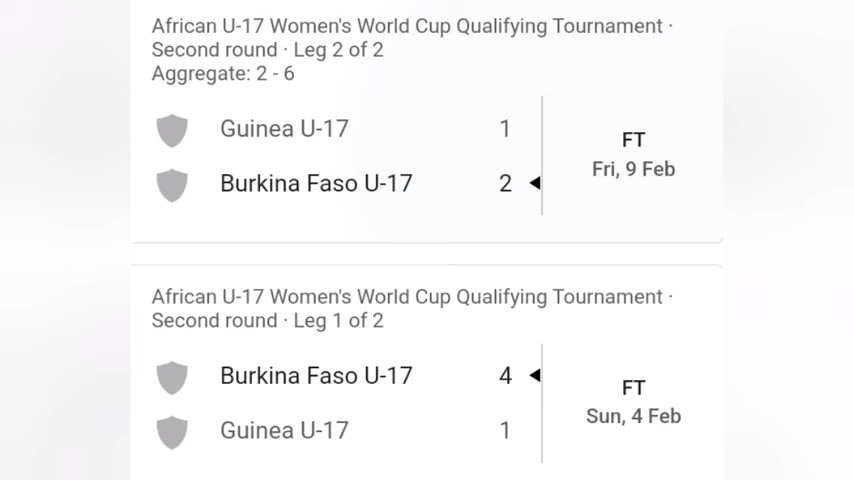 African U-17 Women's World Cup Qualifying Tournament ·
Second round · Leg 2 of 2
Aggregate: 2 - 6
Guinea U-17 1
Burkina Faso U-17 2
FT
Fri, 9 Feb
African U-17 Women's World Cup Qualifying Tournament ·
Second round · Leg 1 of 2
Burkina Faso U-17 4
Guinea U-17 1
FT
Sun, 4 Feb